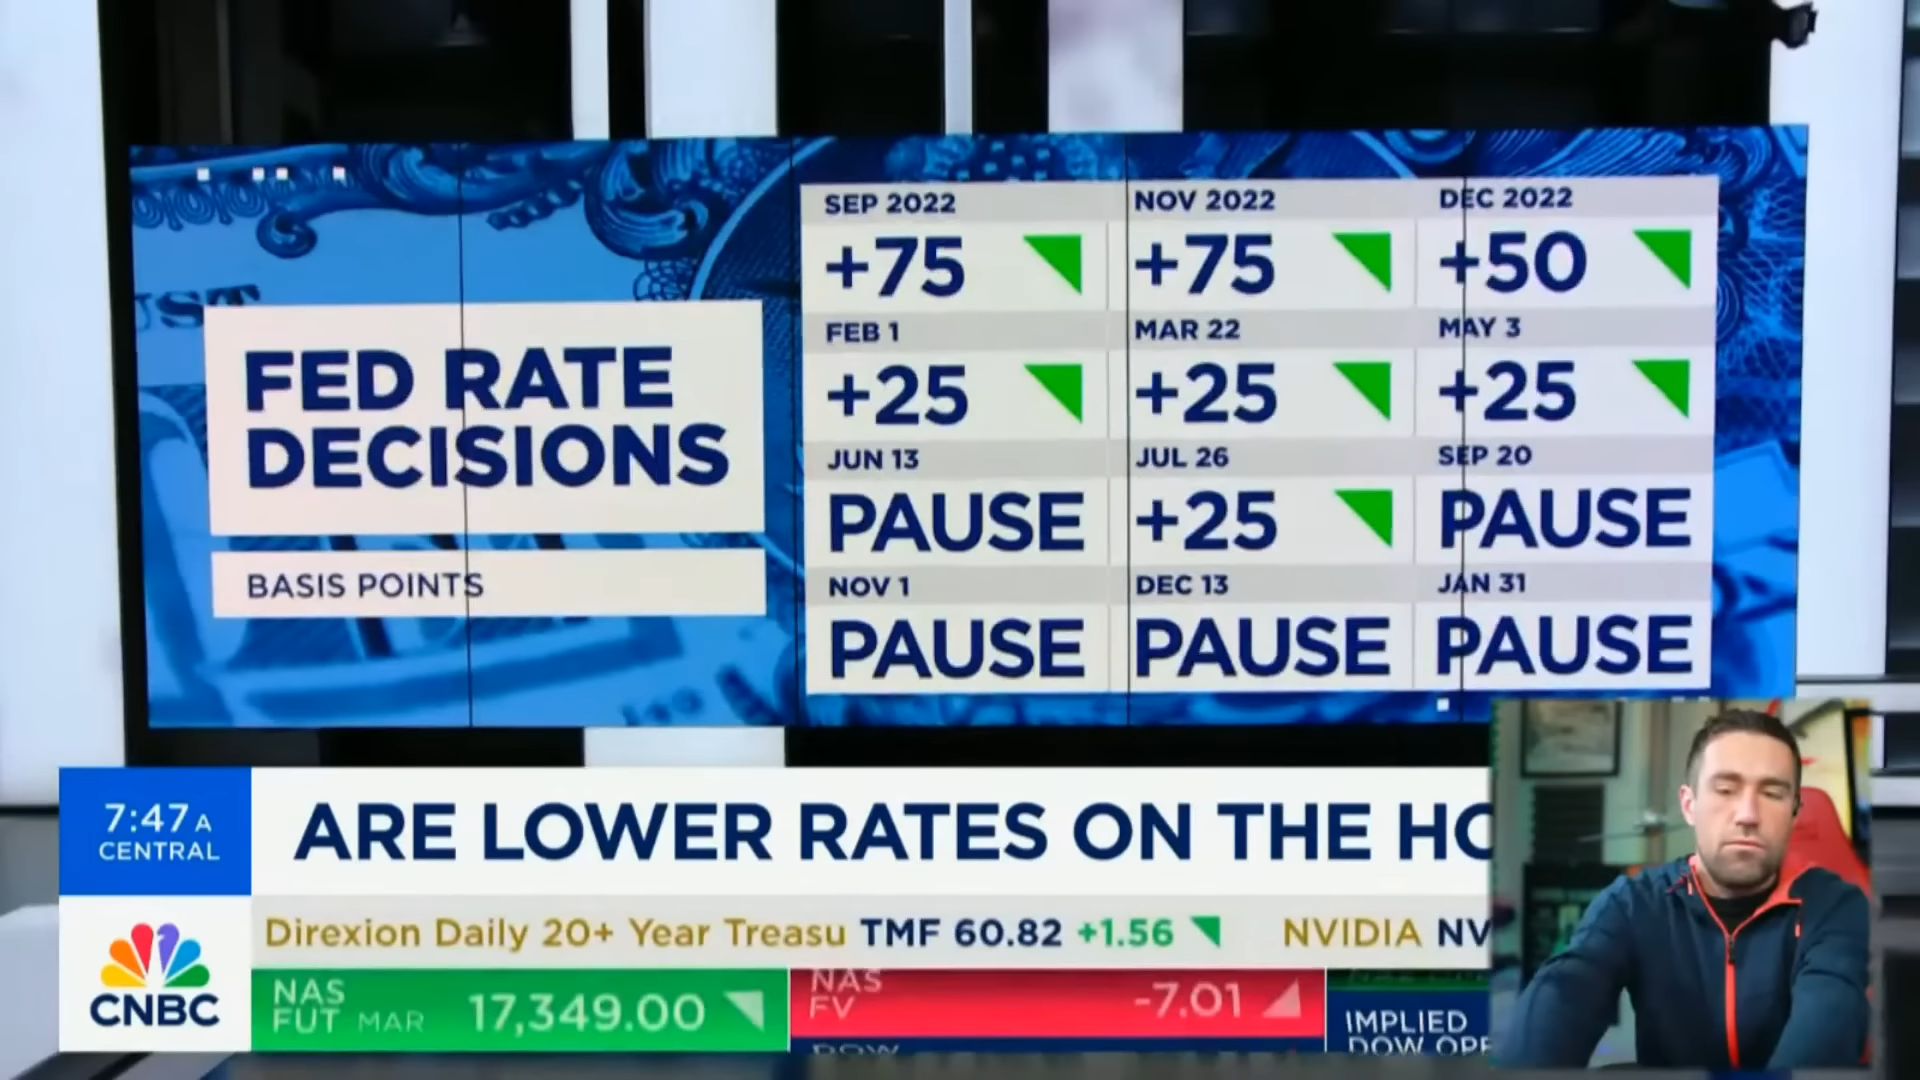 UST
FED RATE
DECISIONS
BASIS POINTS
SEP 2022 NOV 2022 DEC 2022
+75 +75 +50
FEB 1 MAR 22 MAY 3
+25 +25 +25
JUN 13 JUL 26 SEP 20
PAUSE +25 PAUSE
NOV 1 DEC 13 JAN 31
PAUSE PAUSE PAUSE
7:47 A
CENTRAL
ARE LOWER RATES ON THE HO
CNBC
Direxion Daily 20+ Year Treasu TMF 60.82 +1.56 NVIDIA NV
NAS
FUT MAR 17,349.00
NAS
FV -7.01
IMPLIED
DOW OPE